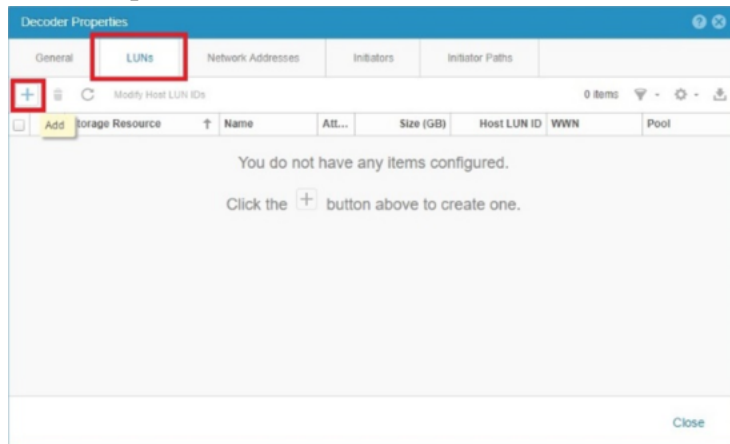 Decoder Properties
General LUNs Network Addresses Initiators Initiator Paths
Modify Host LUN IDs 0 items
Add torage Resource Name Att... Size (GB) Host LUN ID WWN Pool
You do not have any items configured.
Click the + button above to create one.
Close